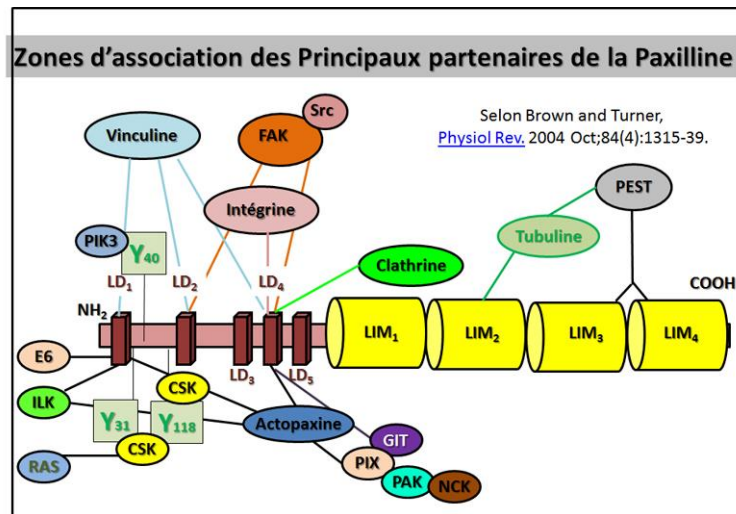 Zones d'association des Principaux partenaires de la Paxilline
Src
Vinculine
FAK
Selon Brown and Turner,
Physiol Rev. 2004 Oct;84(4):1315-39.
PEST
Intégrine
PIK3
Y40
Tubuline
Clathrine
LD1
LD2
LD4
COOH
NH2
LIM1
LIM2
LIM3
LIM4
E6
LD3
LD5
CSK
ILK
Y31
Y118
Actopaxine
CSK
GIT
RAS
PIX
PAK
NCK